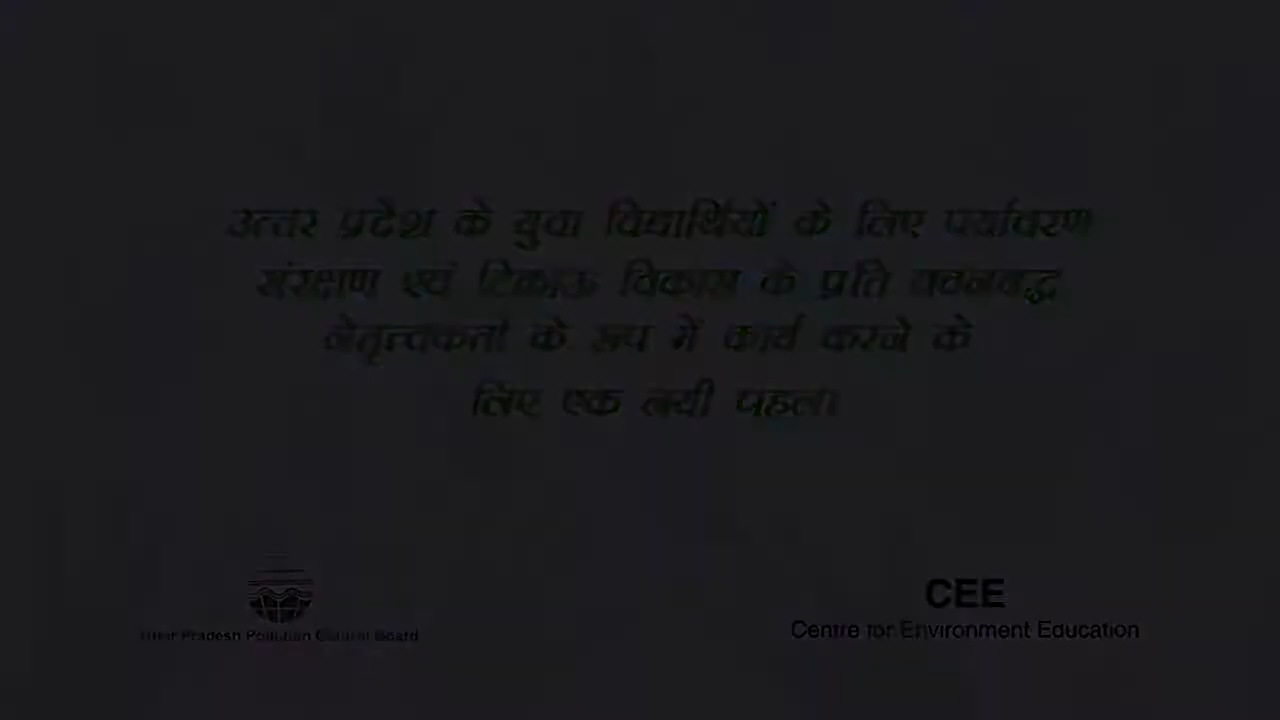 उत्तर प्रदेश के युवा विद्यार्थियों के लिए पर्यावरण
संरक्षण एवं टिकाऊ विकास के प्रति वचनबद्ध
नेतृत्वकर्ता के रूप में कार्य करने के
लिए एक नयी पहल।
CEE
Uttar Pradesh Pollution Control Board
Centre for Environment Education